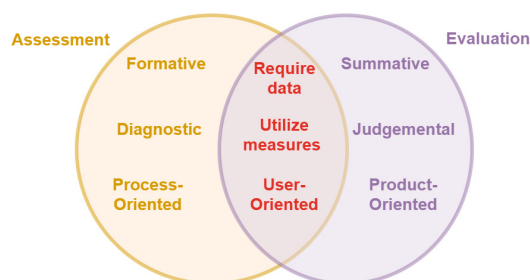 Assessment
Evaluation
Formative
Diagnostic
Process-
Oriented
Require
data
Utilize
measures
User-
Oriented
Summative
Judgemental
Product-
Oriented